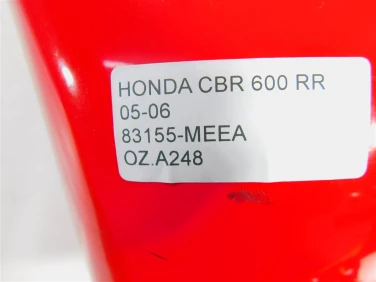 HONDA CBR 600 RR
05-06
83155-MEEA
OZ.A248